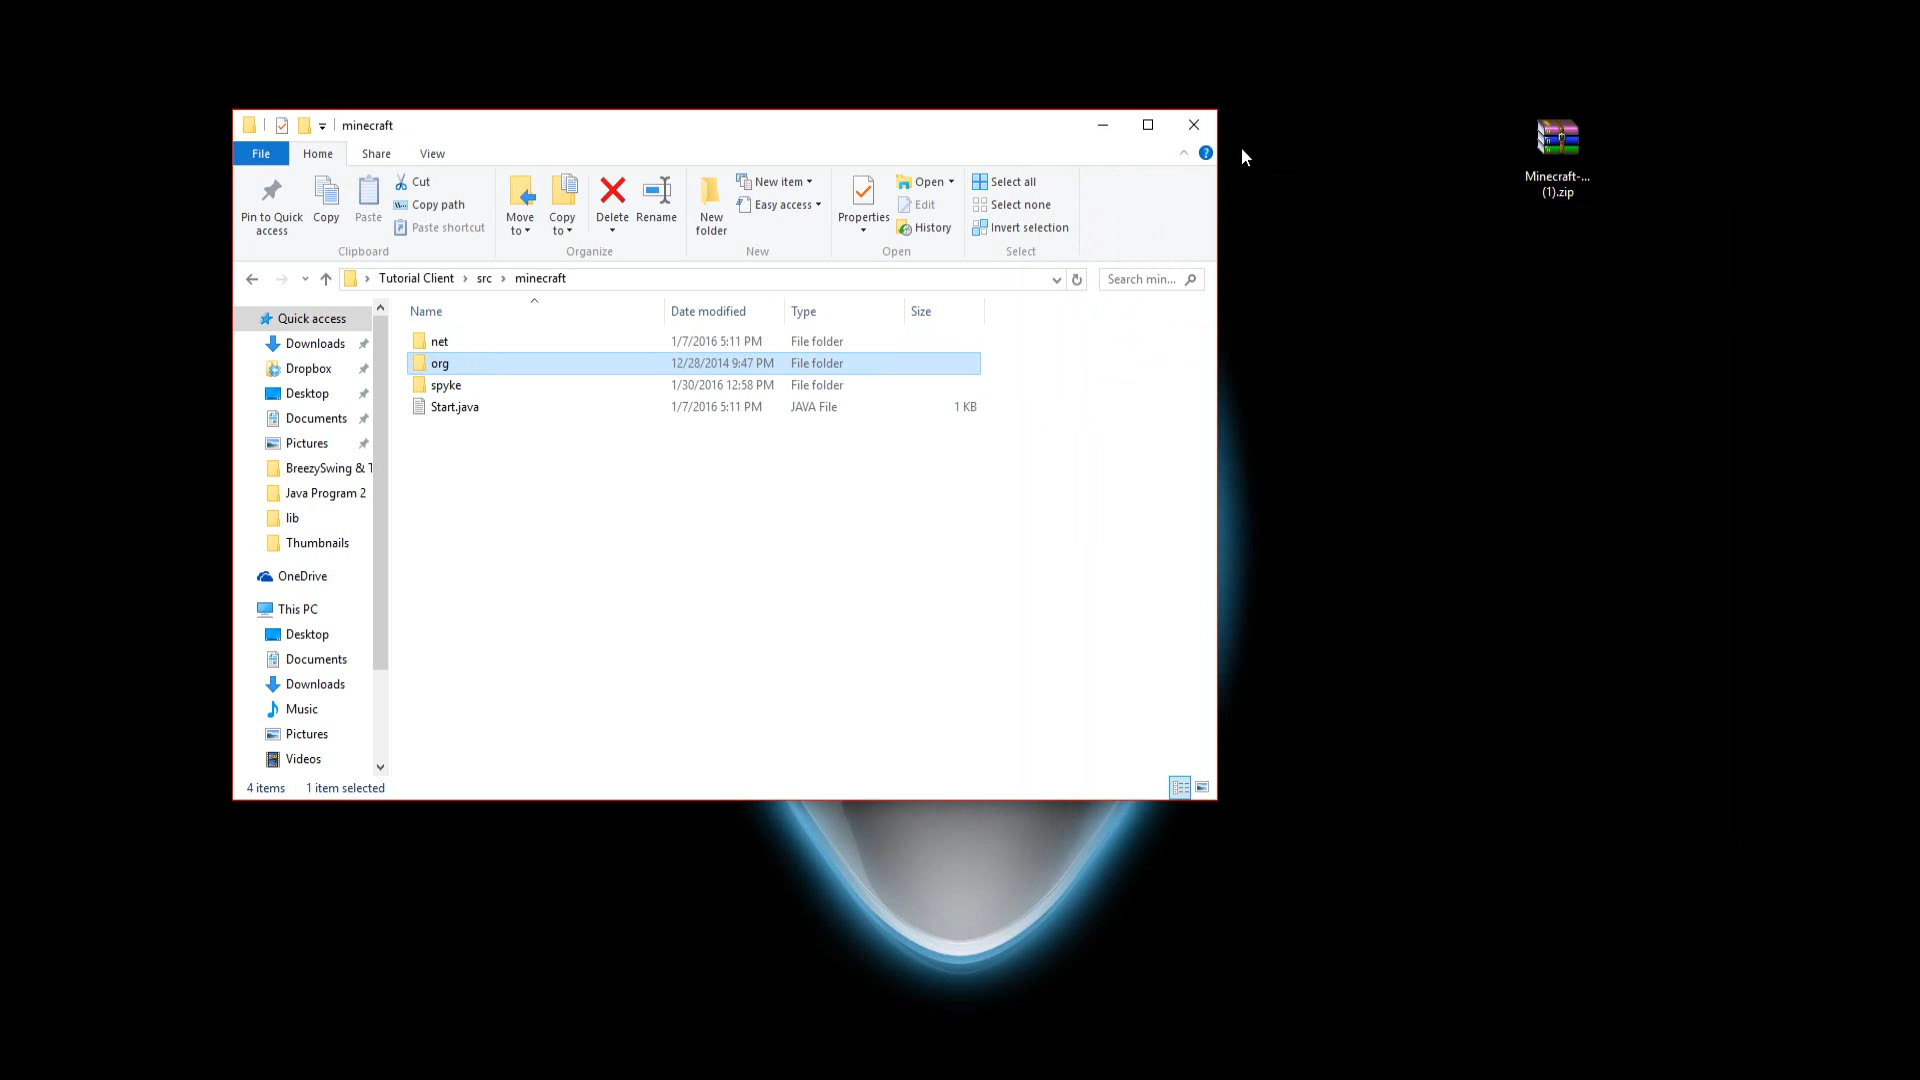 minecraft
File Home Share View
Pin to Quick access
Copy
Paste
Cut
Copy path
Paste shortcut
Clipboard
Move to
Copy to
Delete
Rename
Organize
New folder
New item
Easy access
New
Properties
Open
Edit
History
Open
Select all
Select none
Invert selection
Select
Tutorial Client src minecraft
Search min...
Name Date modified Type Size
net 1/7/2016 5:11 PM File folder
org 12/28/2014 9:47 PM File folder
spyke 1/30/2016 12:58 PM File folder
Start.java 1/7/2016 5:11 PM JAVA File 1 KB
Quick access
Downloads
Dropbox
Desktop
Documents
Pictures
BreezySwing & T
Java Program 2
lib
Thumbnails
OneDrive
This PC
Desktop
Documents
Downloads
Music
Pictures
Videos
4 items 1 item selected
Minecraft-...
(1).zip